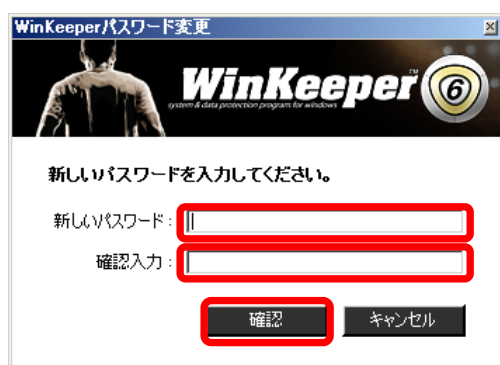 WinKeeperパスワード変更
WinKeeper™ 6
system & data protection program for windows
新しいパスワードを入力してください。
新しいパスワード：
確認入力：
確認 キャンセル